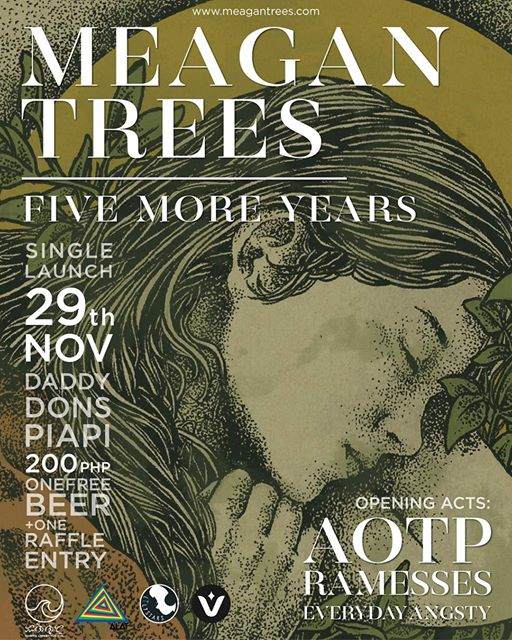 www.meagantrees.com
MEAGAN
TREES
FIVE MORE YEARS
SINGLE
LAUNCH
29th
NOV
DADDY
DONS
PIAPI
200PHP
ONEFREE
BEER
+ONE
RAFFLE
ENTRY
OPENING ACTS:
AOTP
RAMESSES
EVERYDAY ANGSTY